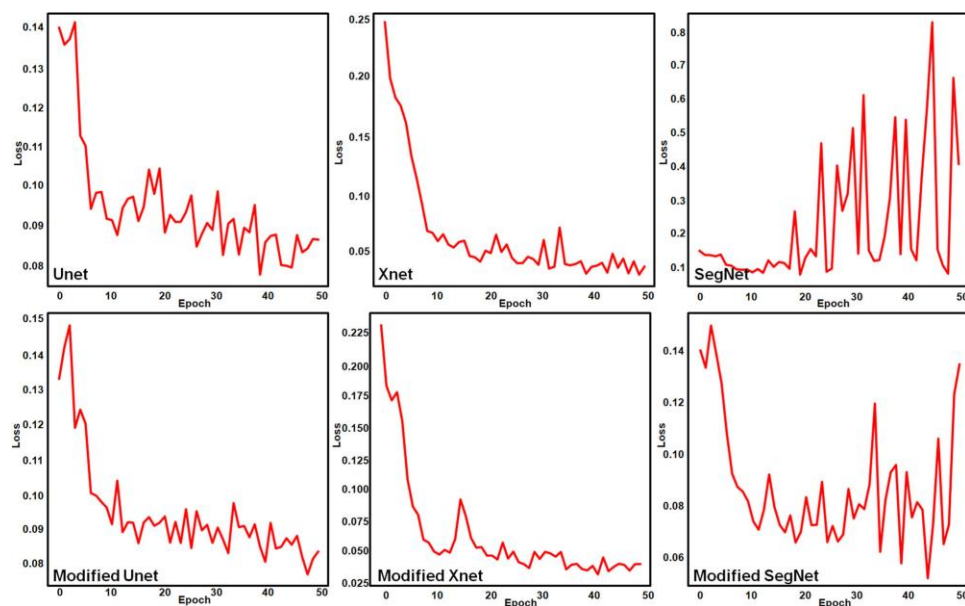 0.14
0.13
0.12
0.11
0.10
0.09
0.08
Loss
Unet
0 10 20 30 40 50
Epoch
0.25
0.20
0.15
0.10
0.05
Loss
Xnet
0 10 20 30 40 50
Epoch
0.8
0.7
0.6
0.5
0.4
0.3
0.2
0.1
Loss
SegNet
0 10 20 30 40 50
Epoch
0.15
0.14
0.13
0.12
0.11
0.10
0.09
0.08
Loss
Modified Unet
0 10 20 30 40 50
Epoch
0.225
0.200
0.175
0.150
0.125
0.100
0.075
0.050
0.025
Loss
Modified Xnet
0 10 20 30 40 50
Epoch
0.14
0.12
0.10
0.08
0.06
Loss
Modified SegNet
0 10 20 30 40 50
Epoch